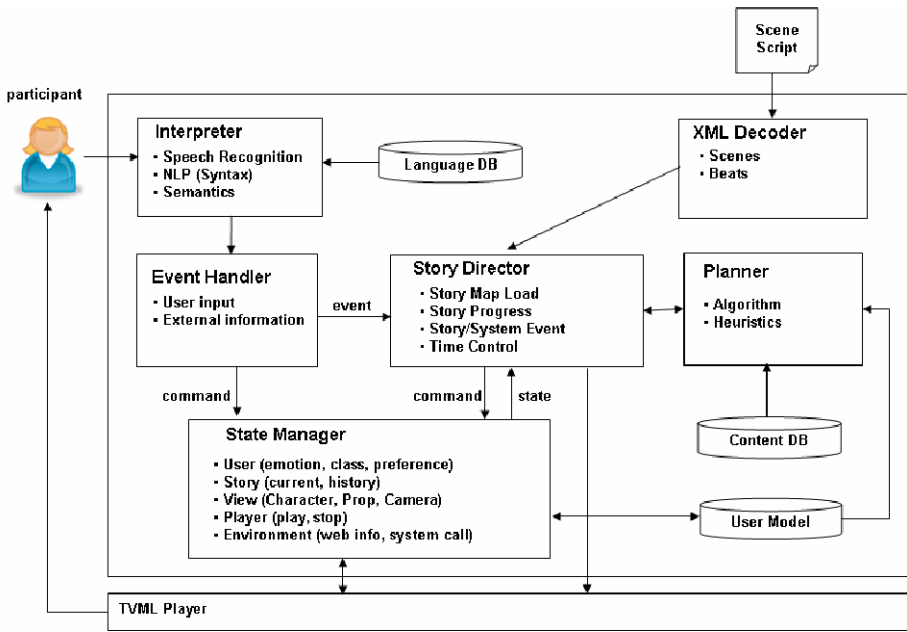 Scene
Script
participant
Interpreter
· Speech Recognition
· NLP (Syntax)
· Semantics
Language DB
XML Decoder
· Scenes
· Beats
Event Handler
· User input
· External information
event
Story Director
· Story Map Load
· Story Progress
· Story/System Event
· Time Control
Planner
· Algorithm
· Heuristics
command
command
state
State Manager
· User (emotion, class, preference)
· Story (current, history)
· View (Character, Prop, Camera)
· Player (play, stop)
· Environment (web info, system call)
Content DB
User Model
TVML Player